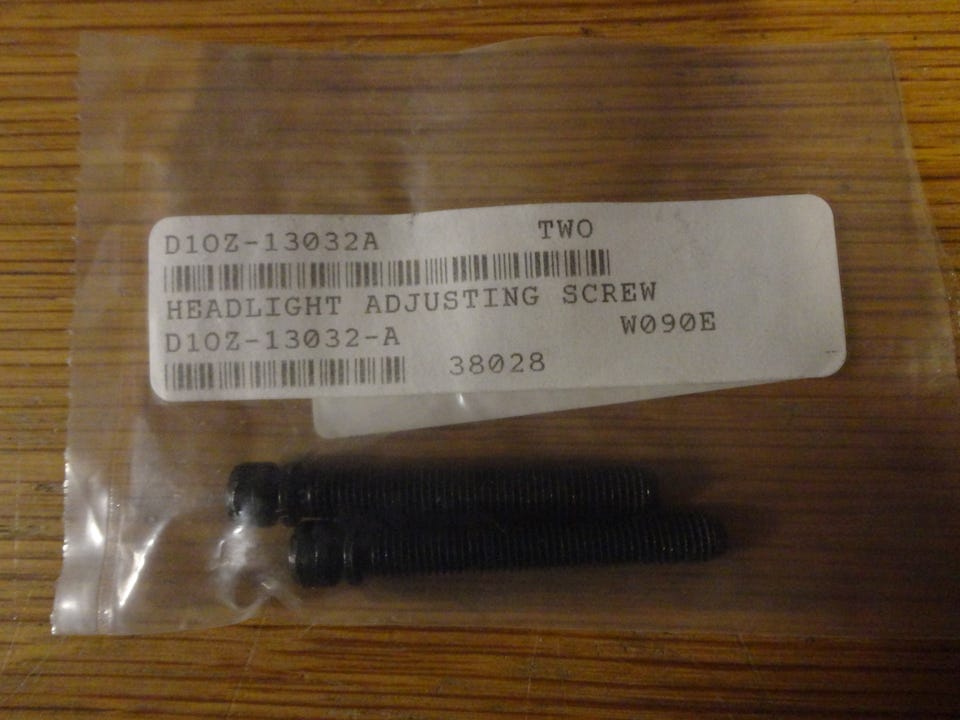 D1OZ-13032A TWO
HEADLIGHT ADJUSTING SCREW
D1OZ-13032-A W090E
38028